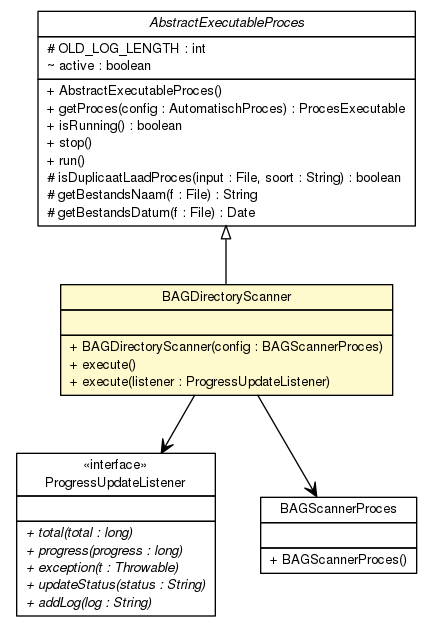 AbstractExecutableProces
# OLD_LOG_LENGTH : int
~ active : boolean
+ AbstractExecutableProces()
+ getProces(config : AutomatischProces) : ProcesExecutable
+ isRunning() : boolean
+ stop()
+ run()
# isDuplicaatLaadProces(input : File, soort : String) : boolean
# getBestandsNaam(f : File) : String
# getBestandsDatum(f : File) : Date
BAGDirectoryScanner
+ BAGDirectoryScanner(config : BAGScannerProces)
+ execute()
+ execute(listener : ProgressUpdateListener)
«interface»
ProgressUpdateListener
+ total(total : long)
+ progress(progress : long)
+ exception(t : Throwable)
+ updateStatus(status : String)
+ addLog(log : String)
BAGScannerProces
+ BAGScannerProces()